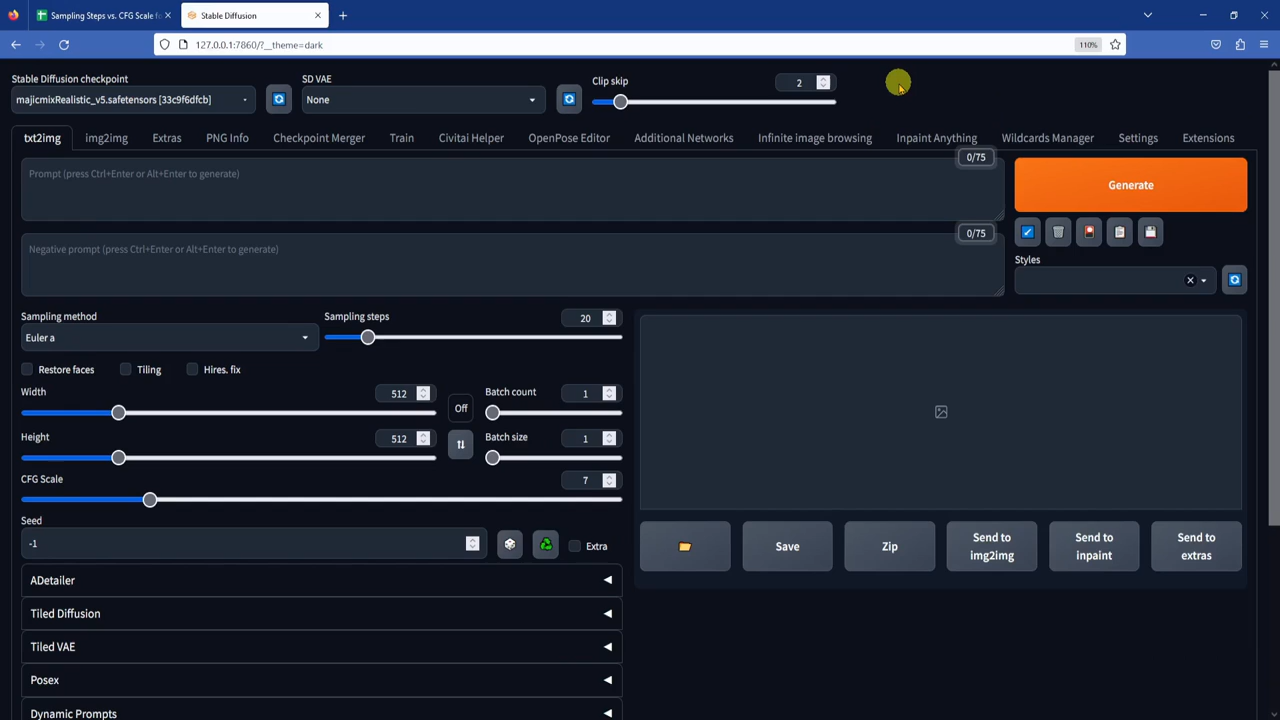 Sampling Steps vs. CFG Scale fo
Stable Diffusion
127.0.0.1:7860/?__theme=dark
110%
Stable Diffusion checkpoint
SD VAE
Clip skip
2
majicmixRealistic_v5.safetensors [33c9f6dfcb]
None
txt2img
img2img
Extras
PNG Info
Checkpoint Merger
Train
Civitai Helper
OpenPose Editor
Additional Networks
Infinite image browsing
Inpaint Anything
Wildcards Manager
Settings
Extensions
0/75
Prompt (press Ctrl+Enter or Alt+Enter to generate)
Generate
0/75
Negative prompt (press Ctrl+Enter or Alt+Enter to generate)
Styles
Sampling method
Sampling steps
20
Euler a
Restore faces
Tiling
Hires. fix
Width
512
Off
Batch count
1
Height
512
Batch size
1
CFG Scale
7
Seed
-1
Extra
Save
Zip
Send to
img2img
Send to
inpaint
Send to
extras
ADetailer
Tiled Diffusion
Tiled VAE
Posex
Dynamic Prompts